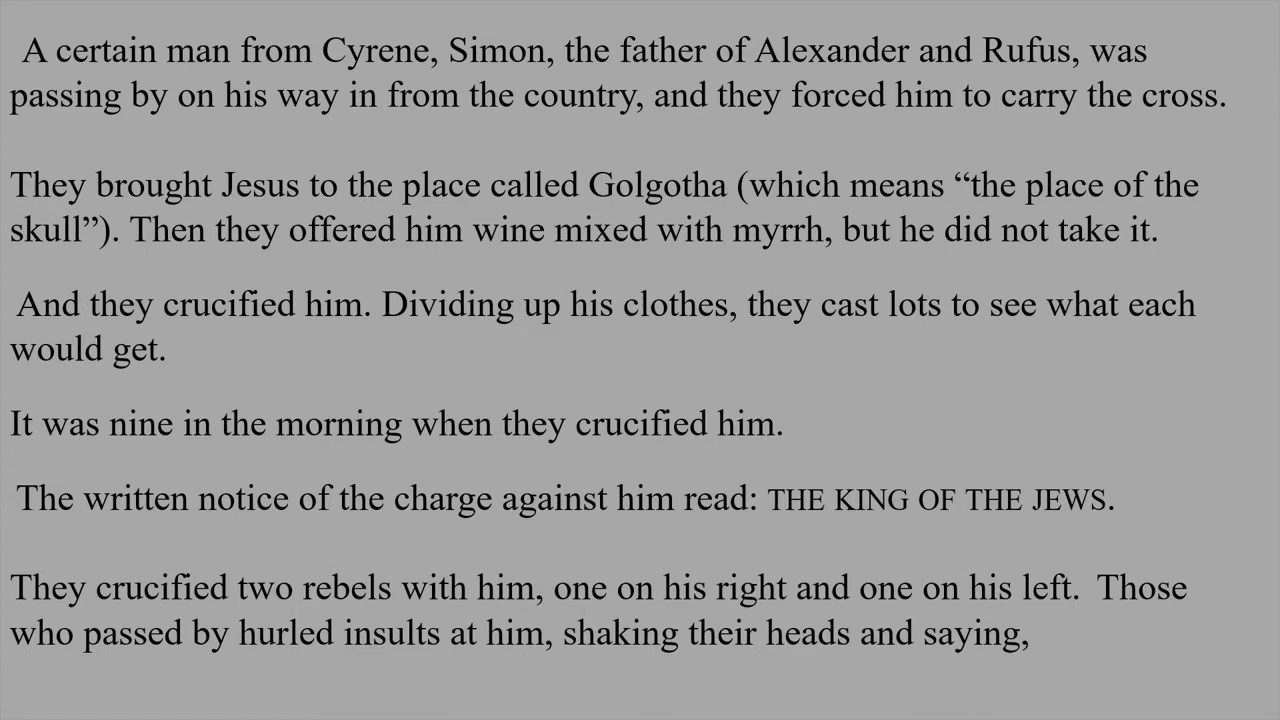 A certain man from Cyrene, Simon, the father of Alexander and Rufus, was
passing by on his way in from the country, and they forced him to carry the cross.
They brought Jesus to the place called Golgotha (which means “the place of the
skull”). Then they offered him wine mixed with myrrh, but he did not take it.
And they crucified him. Dividing up his clothes, they cast lots to see what each
would get.
It was nine in the morning when they crucified him.
The written notice of the charge against him read: THE KING OF THE JEWS.
They crucified two rebels with him, one on his right and one on his left.  Those
who passed by hurled insults at him, shaking their heads and saying,